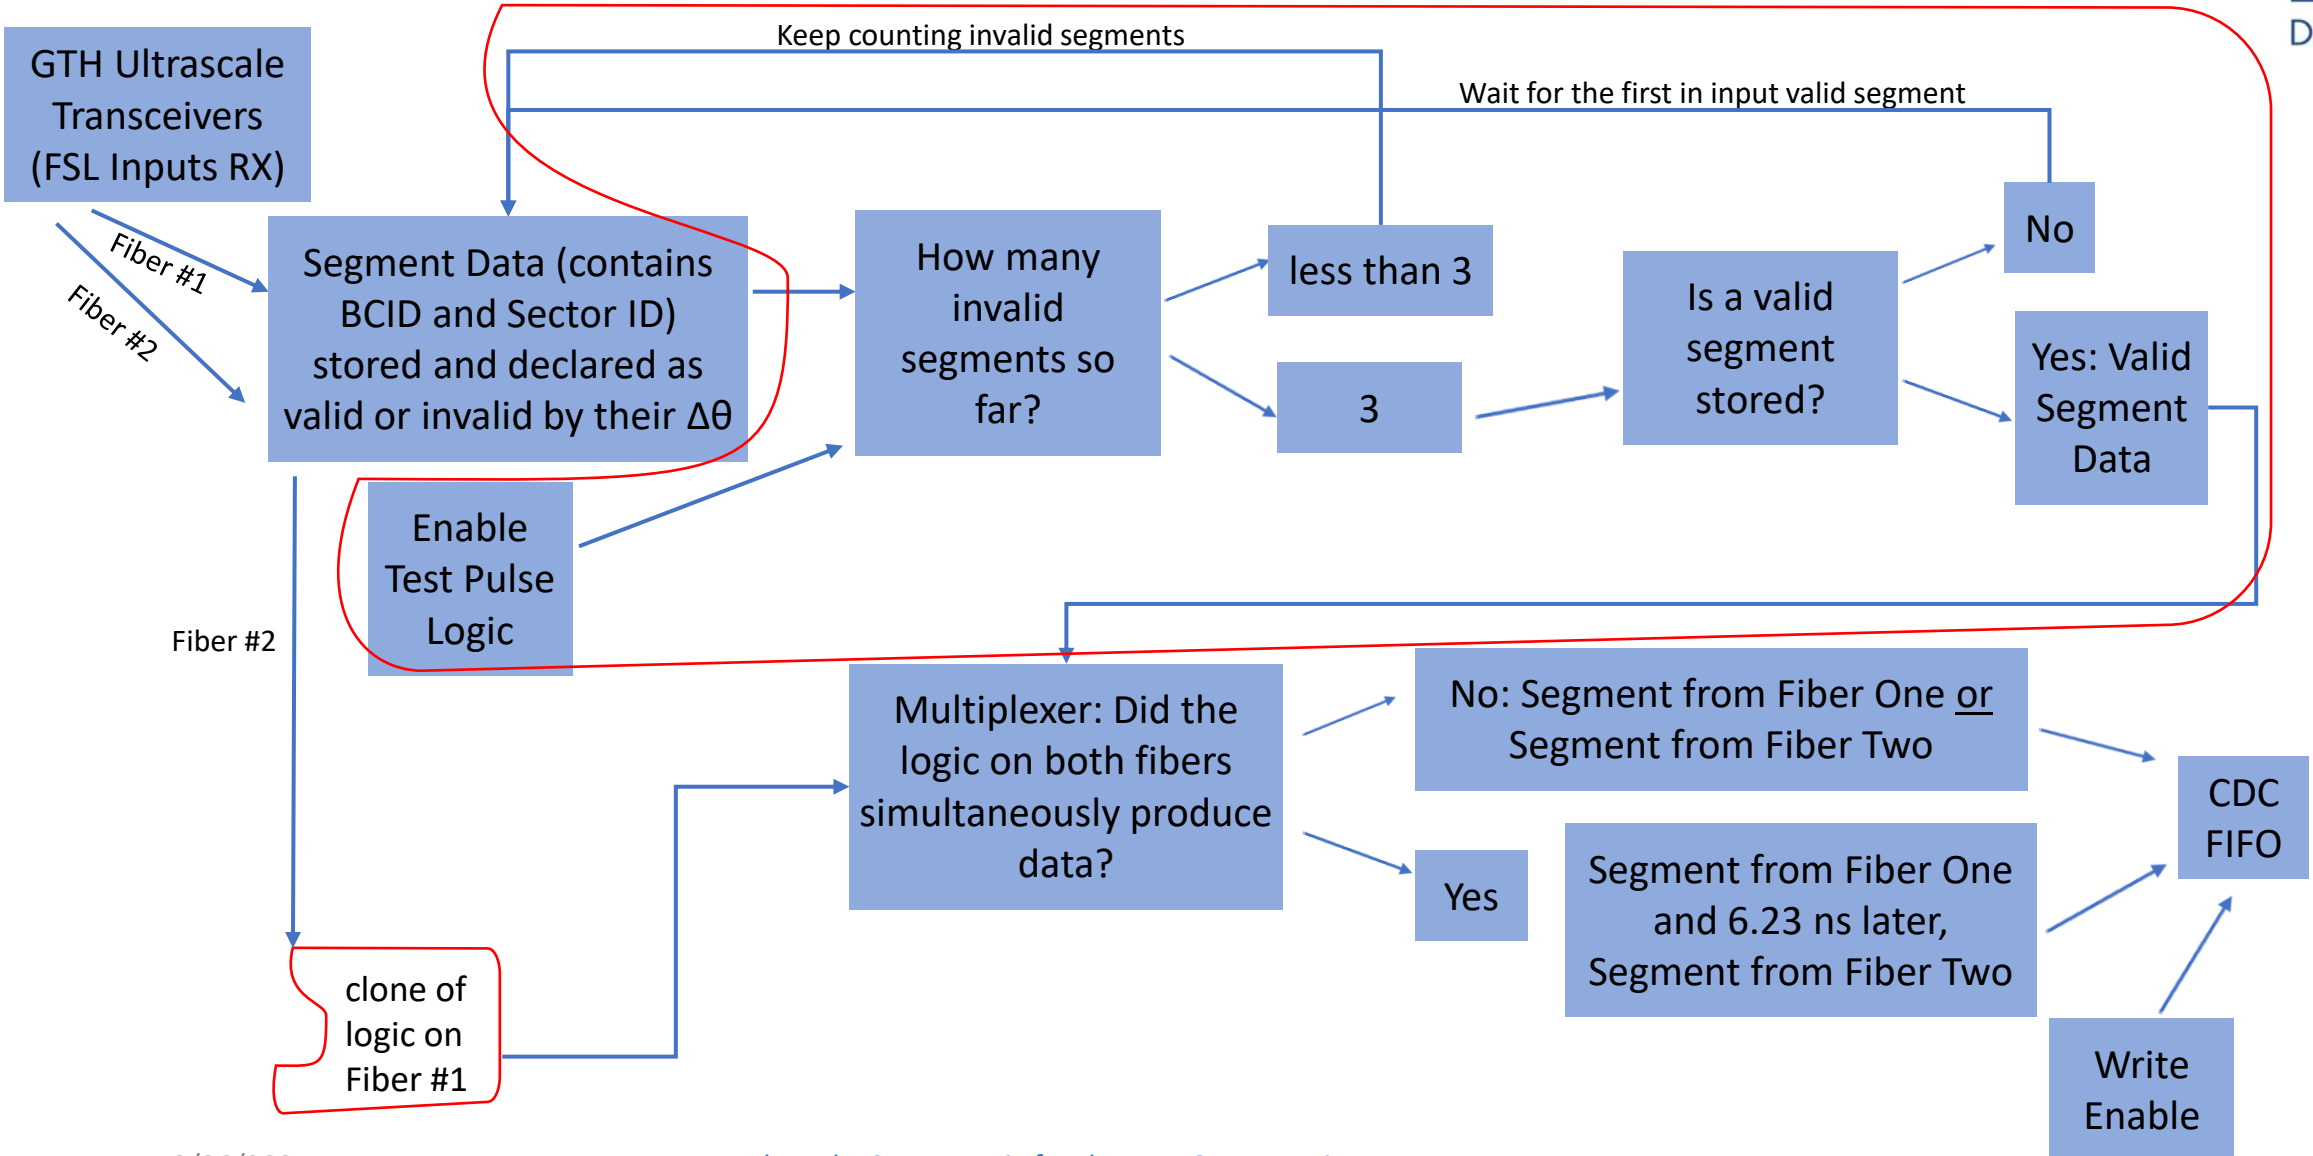 Keep counting invalid segments
D
GTH Ultrascale
Transceivers
(FSL Inputs RX)
Wait for the first in input valid segment
Fiber #1
Fiber #2
Segment Data (contains
BCID and Sector ID)
stored and declared as
valid or invalid by their Δθ
How many
invalid
segments so
far?
less than 3
3
Is a valid
segment
stored?
No
Yes: Valid
Segment
Data
Enable
Test Pulse
Logic
Fiber #2
clone of
logic on
Fiber #1
Multiplexer: Did the
logic on both fibers
simultaneously produce
data?
No: Segment from Fiber One or
Segment from Fiber Two
Yes
Segment from Fiber One
and 6.23 ns later,
Segment from Fiber Two
CDC
FIFO
Write
Enable